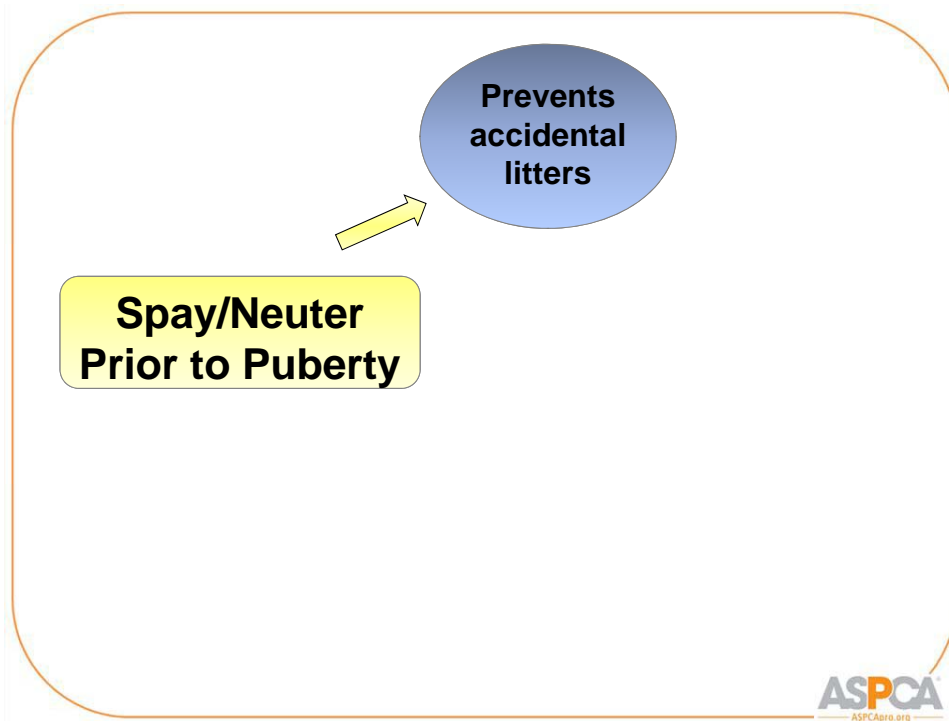 Prevents
accidental
litters
Spay/Neuter
Prior to Puberty
ASPCA
ASPCApro.org